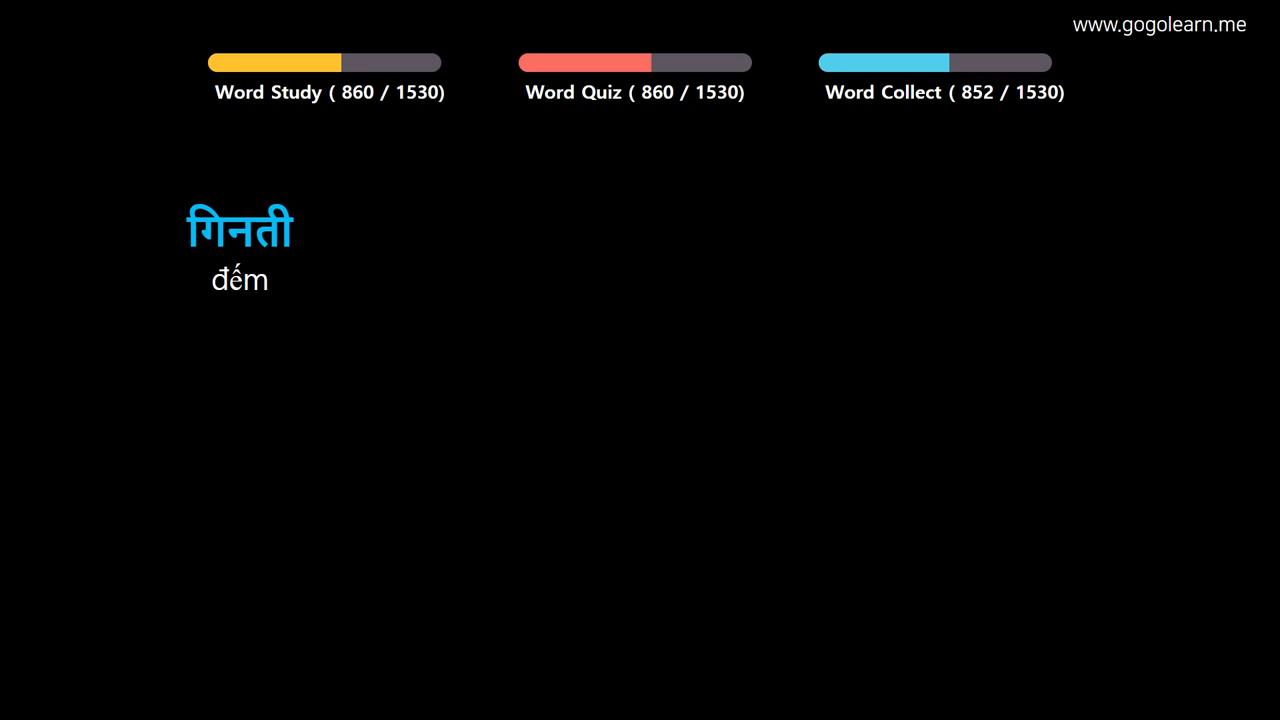 www.gogolearn.me
Word Study ( 860 / 1530)
Word Quiz ( 860 / 1530)
Word Collect ( 852 / 1530)
गिनती
đếm